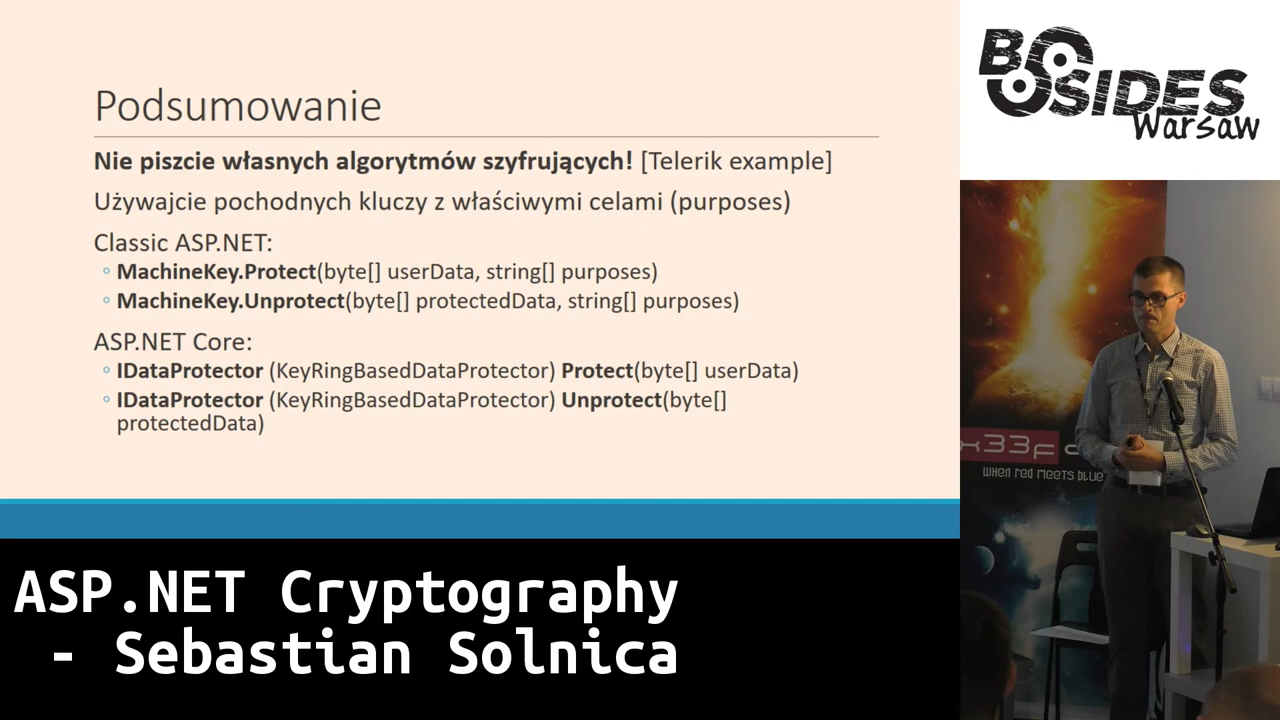 Podsumowanie
Nie piszcie własnych algorytmów szyfrujących! [Telerik example]
Używajcie pochodnych kluczy z właściwymi celami (purposes)
Classic ASP.NET:
MachineKey.Protect(byte[] userData, string[] purposes)
MachineKey.Unprotect(byte[] protectedData, string[] purposes)
ASP.NET Core:
IDataProtector (KeyRingBasedDataProtector) Protect(byte[] userData)
IDataProtector (KeyRingBasedDataProtector) Unprotect(byte[]
protectedData)
ASP.NET Cryptography
- Sebastian Solnica
BSIDES
Warsaw
x33f
when red meets blue